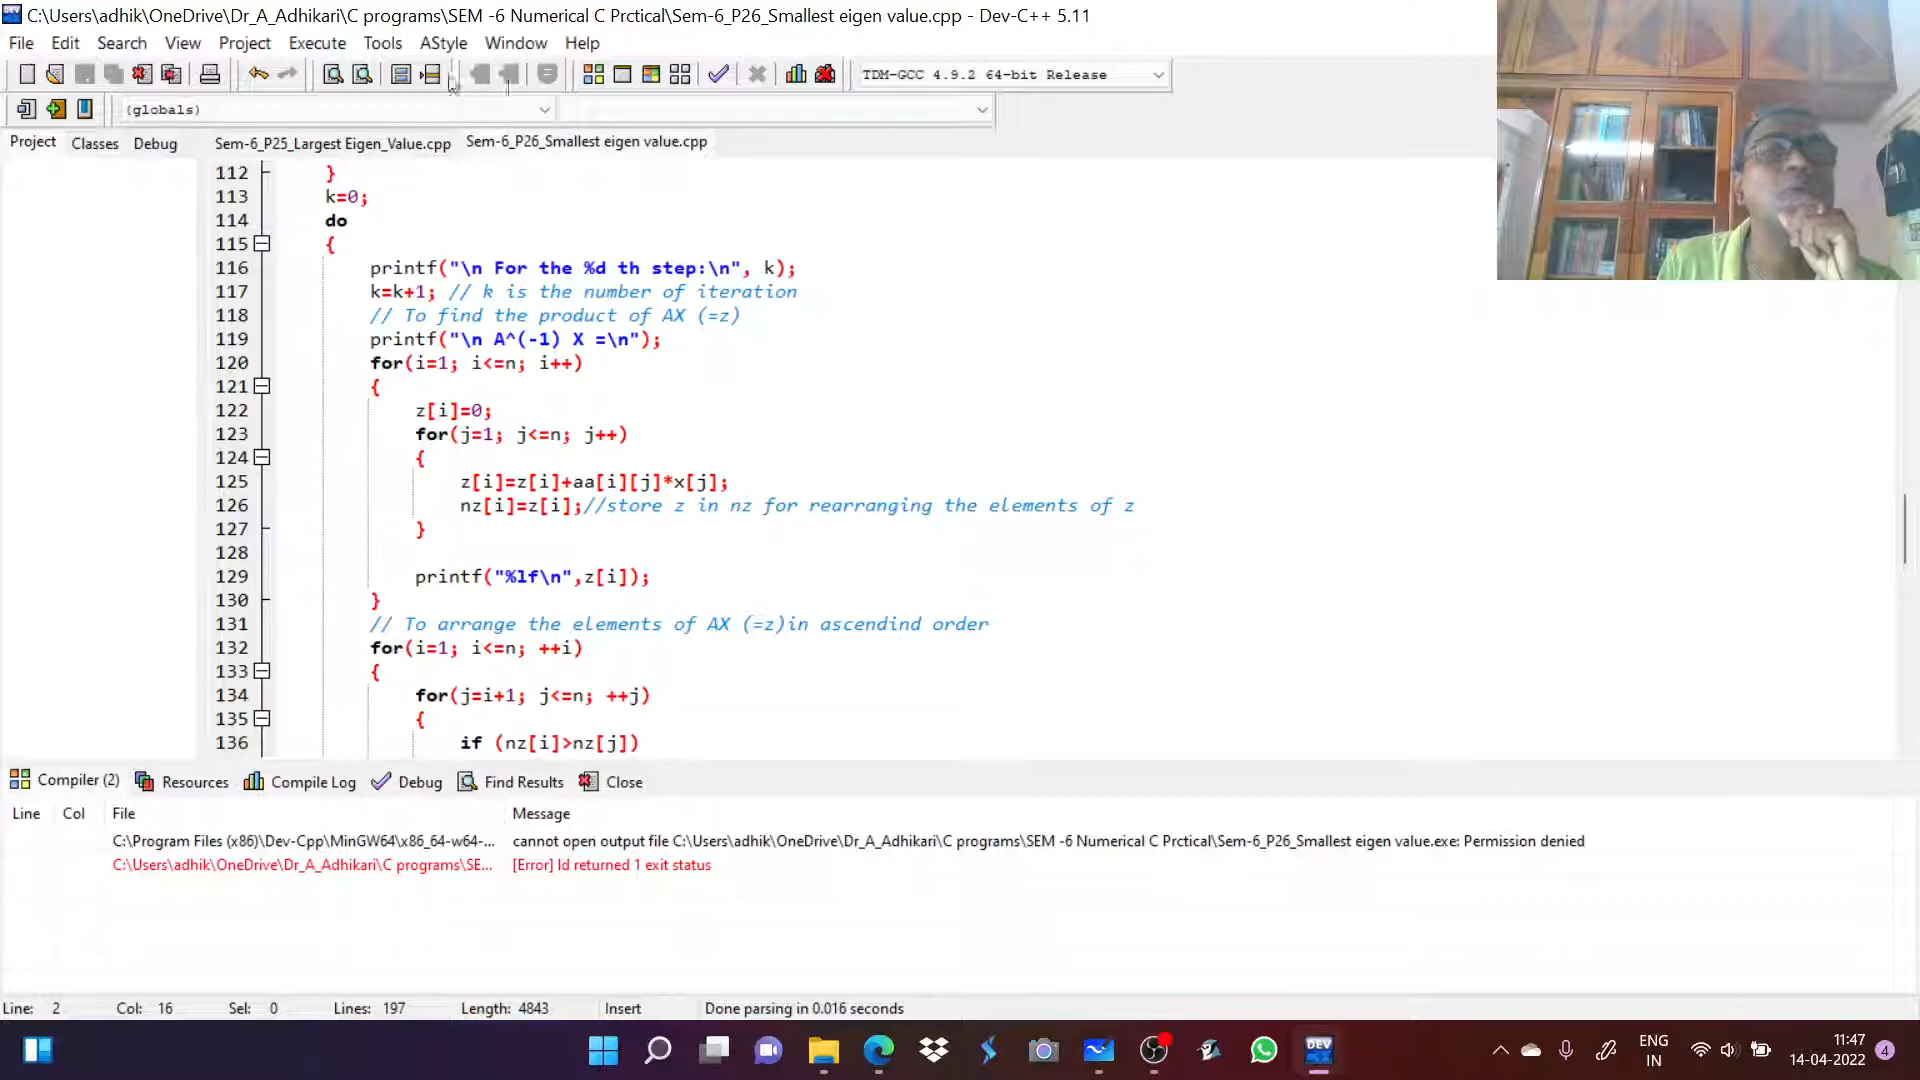 C:\Users\adhik\OneDrive\Dr_A_Adhikari\C programs\SEM -6 Numerical C Prctical\Sem-6_P26_Smallest eigen value.cpp - Dev-C++ 5.11
File Edit Search View Project Execute Tools AStyle Window Help
TDM-GCC 4.9.2 64-bit Release
(globals)
Project Classes Debug Sem-6_P25_Largest Eigen_Value.cpp Sem-6_P26_Smallest eigen value.cpp
112 }
113 k=0;
114 do
115 {
116 printf("\n For the %d th step:\n", k);
117 k=k+1; // k is the number of iteration
118 // To find the product of AX (=z)
119 printf("\n A^(-1) X =\n");
120 for(i=1; i<=n; i++)
121 {
122 z[i]=0;
123 for(j=1; j<=n; j++)
124 {
125 z[i]=z[i]+aa[i][j]*x[j];
126 nz[i]=z[i];//store z in nz for rearranging the elements of z
127 }
128
129 printf("%lf\n",z[i]);
130 }
131 // To arrange the elements of AX (=z)in ascendind order
132 for(i=1; i<=n; ++i)
133 {
134 for(j=i+1; j<=n; ++j)
135 {
136 if (nz[i]>nz[j])
Compiler (2) Resources Compile Log Debug Find Results Close
Line Col File Message
C:\Program Files (x86)\Dev-Cpp\MinGW64\x86_64-w64-... cannot open output file C:\Users\adhik\OneDrive\Dr_A_Adhikari\C programs\SEM -6 Numerical C Prctical\Sem-6_P26_Smallest eigen value.exe: Permission denied
C:\Users\adhik\OneDrive\Dr_A_Adhikari\C programs\SE... [Error] ld returned 1 exit status
Line: 2 Col: 16 Sel: 0 Lines: 197 Length: 4843 Insert Done parsing in 0.016 seconds
DEV
ENG
IN
11:47
14-04-2022
4